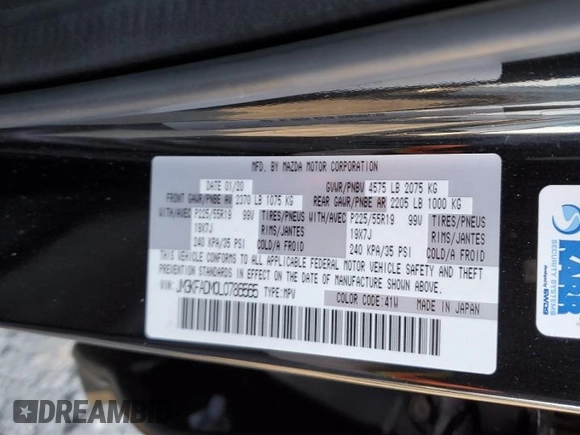 MFD. BY MAZDA MOTOR CORPORATION
DATE 01/20
GVWR/PNBV 4575 LB 2075 KG
FRONT GAWR/PNBE AV 2370 LB 1075 KG
REAR GAWR/PNBE AR 2205 LB 1000 KG
WITH/AVEC P225/55R19 99V TIRES/PNEUS
19X7J RIMS/JANTES
240 KPA/35 PSI COLD/A FROID
WITH/AVEC P225/55R19 99V TIRES/PNEUS
19X7J RIMS/JANTES
240 KPA/35 PSI COLD/A FROID
THIS VEHICLE CONFORMS TO ALL APPLICABLE FEDERAL MOTOR VEHICLE SAFETY AND THEFT
PREVENTION STANDARDS IN EFFECT ON THE DATE OF MANUFACTURE SHOWN ABOVE.
VIN: TYPE: MPV
COLOR CODE: 41W MADE IN JAPAN
SECURITY SYSTEMS
DREAMBID